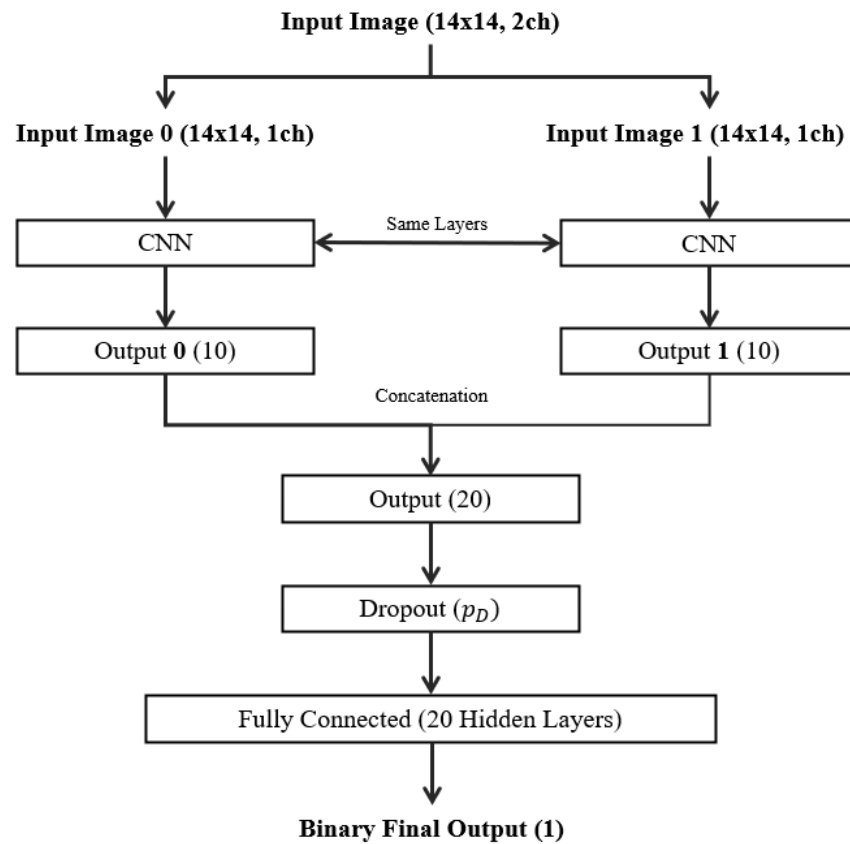 Input Image (14x14, 2ch)
Input Image 0 (14x14, 1ch)
Input Image 1 (14x14, 1ch)
CNN
Same Layers
CNN
Output 0 (10)
Output 1 (10)
Concatenation
Output (20)
Dropout (p_D)
Fully Connected (20 Hidden Layers)
Binary Final Output (1)